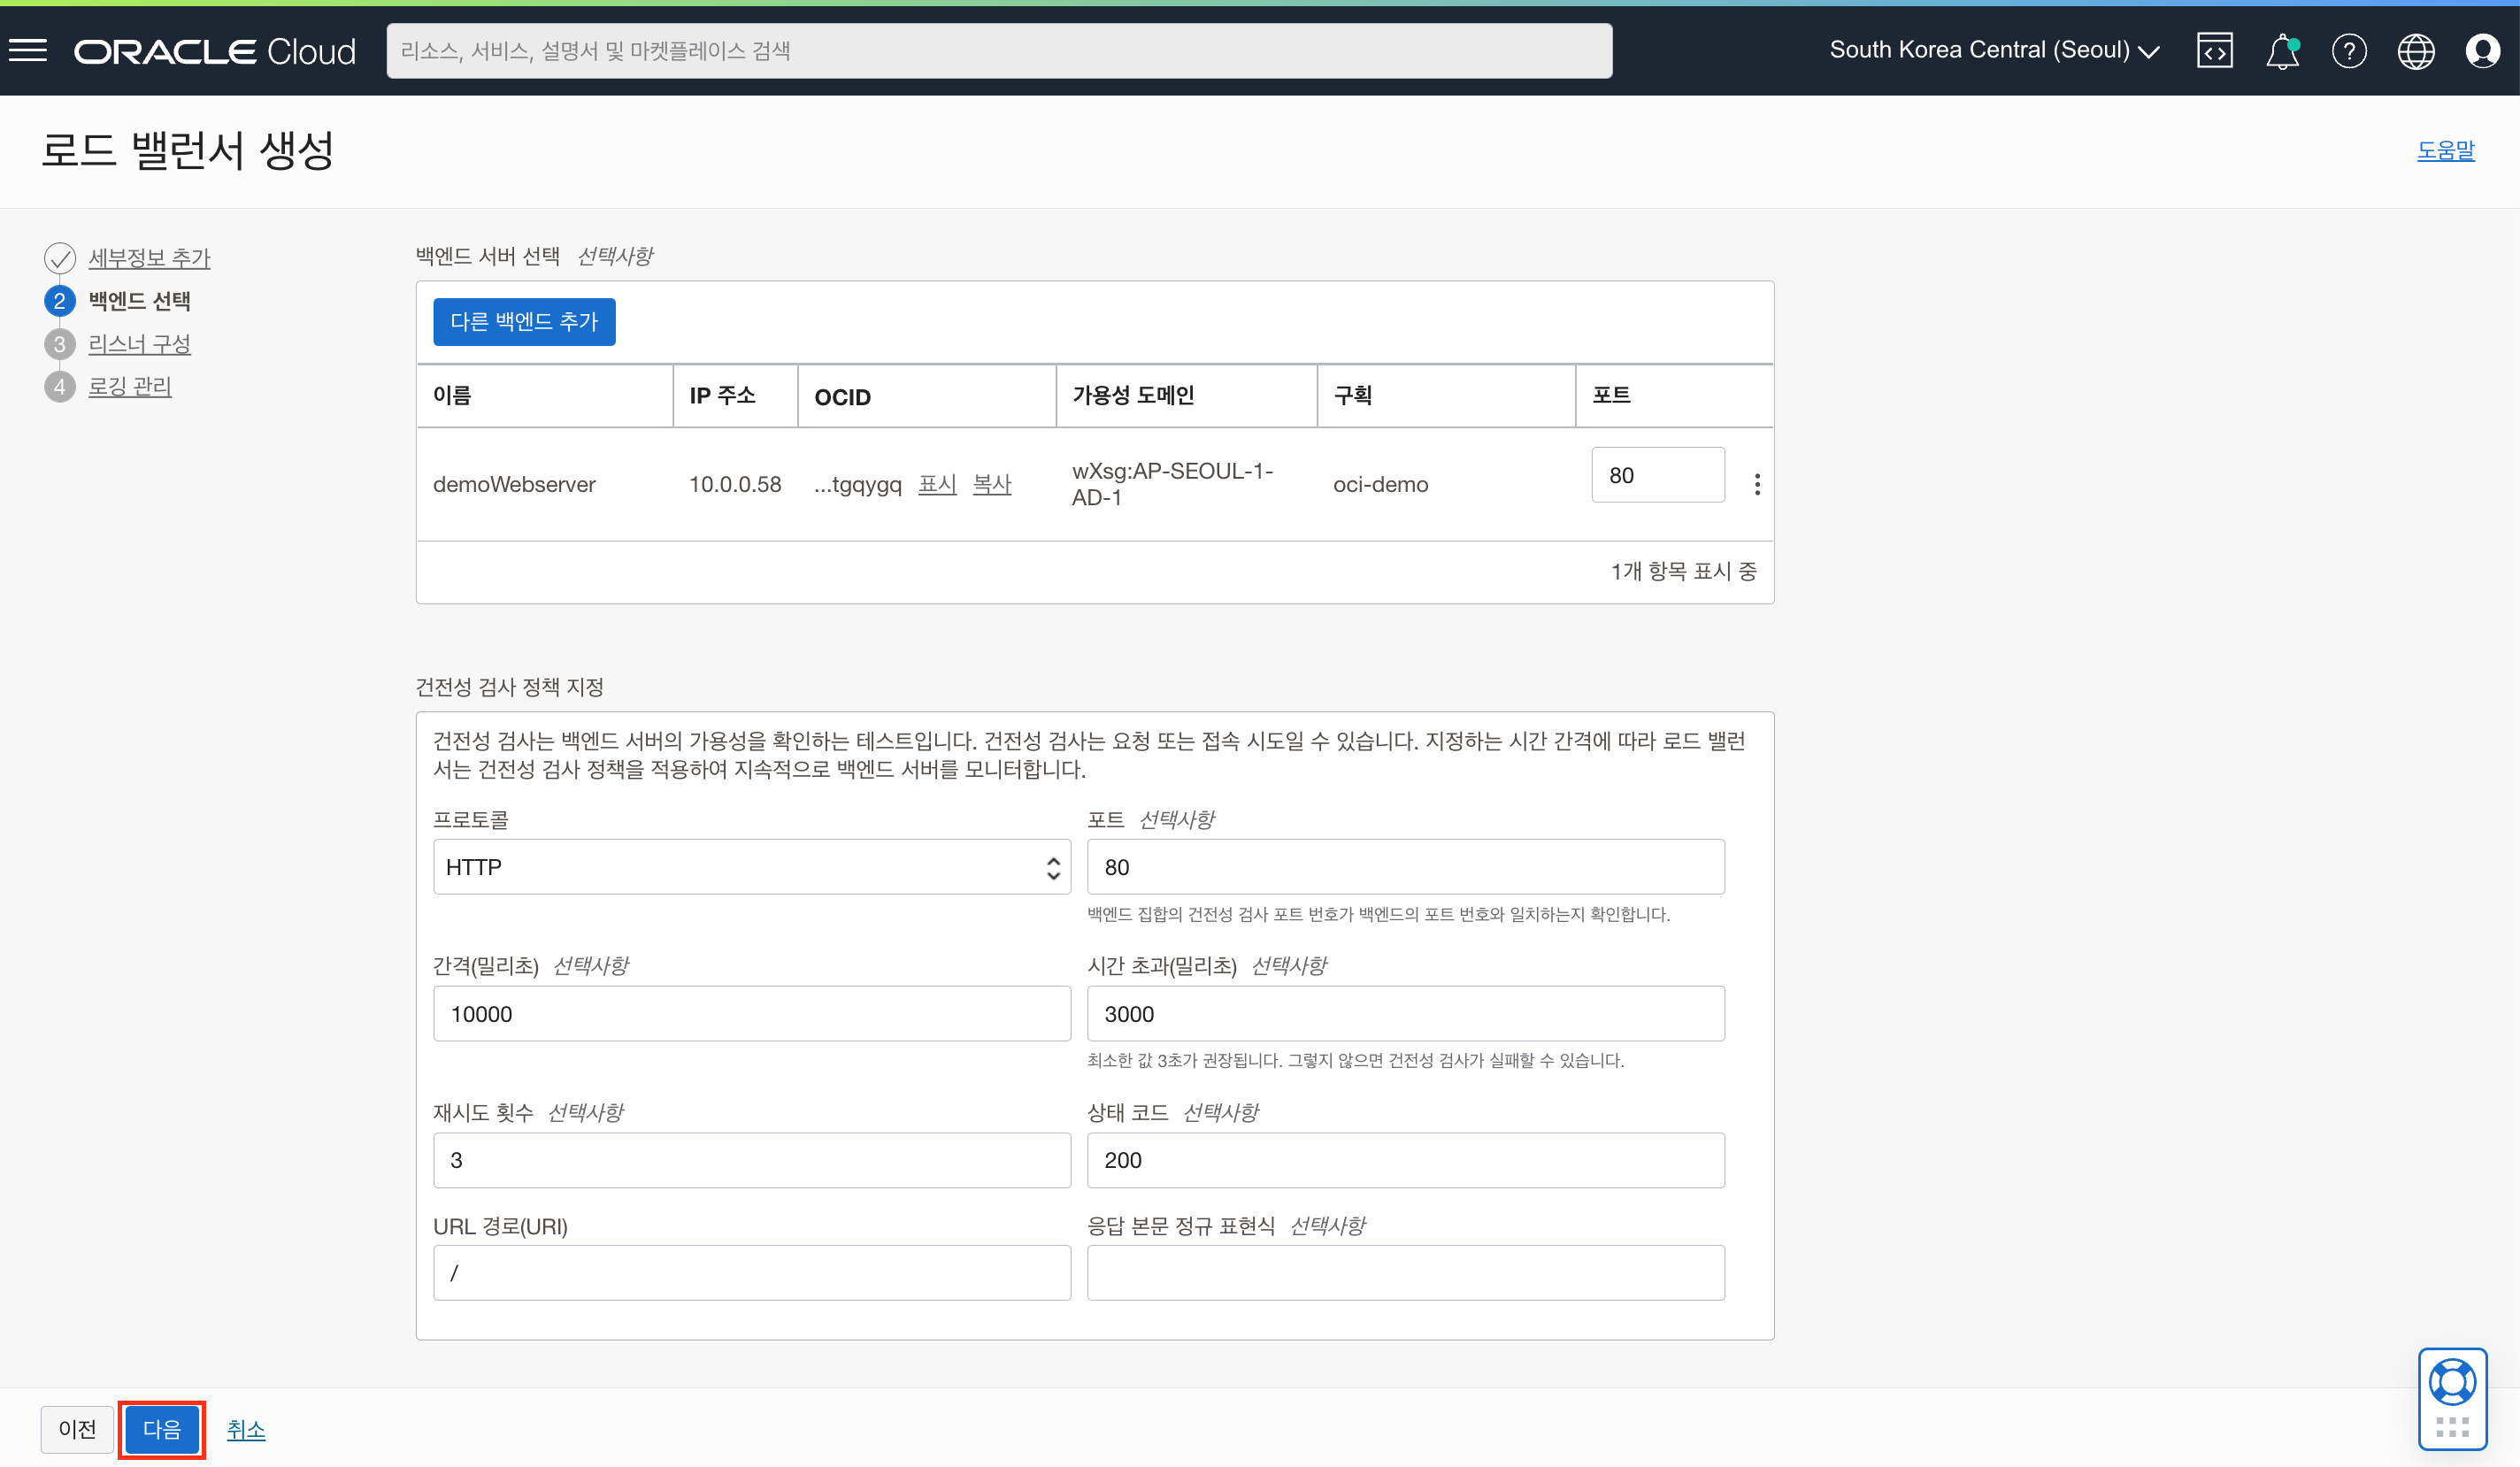 ORACLE Cloud
리소스, 서비스, 설명서 및 마켓플레이스 검색
South Korea Central (Seoul)
로드 밸런서 생성
도움말
세부정보 추가
2 백엔드 선택
3 리스너 구성
4 로깅 관리
백엔드 서버 선택 선택사항
다른 백엔드 추가
이름 IP 주소 OCID 가용성 도메인 구획 포트
demoWebserver 10.0.0.58 ...tgqygq 표시 복사 wXsg:AP-SEOUL-1-
AD-1 oci-demo 80
1개 항목 표시 중
건전성 검사 정책 지정
건전성 검사는 백엔드 서버의 가용성을 확인하는 테스트입니다. 건전성 검사는 요청 또는 접속 시도일 수 있습니다. 지정하는 시간 간격에 따라 로드 밸런
서는 건전성 검사 정책을 적용하여 지속적으로 백엔드 서버를 모니터합니다.
프로토콜 포트 선택사항
HTTP 80
백엔드 집합의 건전성 검사 포트 번호가 백엔드의 포트 번호와 일치하는지 확인합니다.
간격(밀리초) 선택사항 시간 초과(밀리초) 선택사항
10000 3000
최소한 값 3초가 권장됩니다. 그렇지 않으면 건전성 검사가 실패할 수 있습니다.
재시도 횟수 선택사항 상태 코드 선택사항
3 200
URL 경로(URI) 응답 본문 정규 표현식 선택사항
/
이전 다음 취소